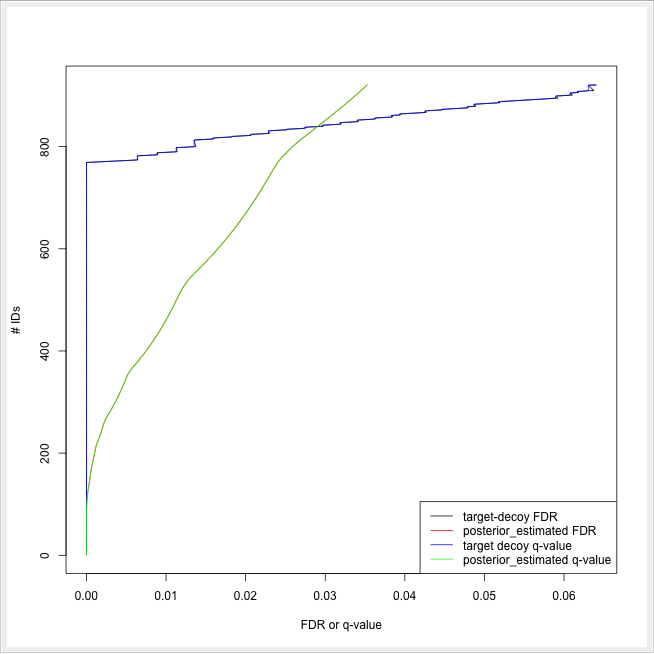 # IDs
0
200
400
600
800
0.00 0.01 0.02 0.03 0.04 0.05 0.06
FDR or q-value
target-decoy FDR
posterior_estimated FDR
target decoy q-value
posterior_estimated q-value